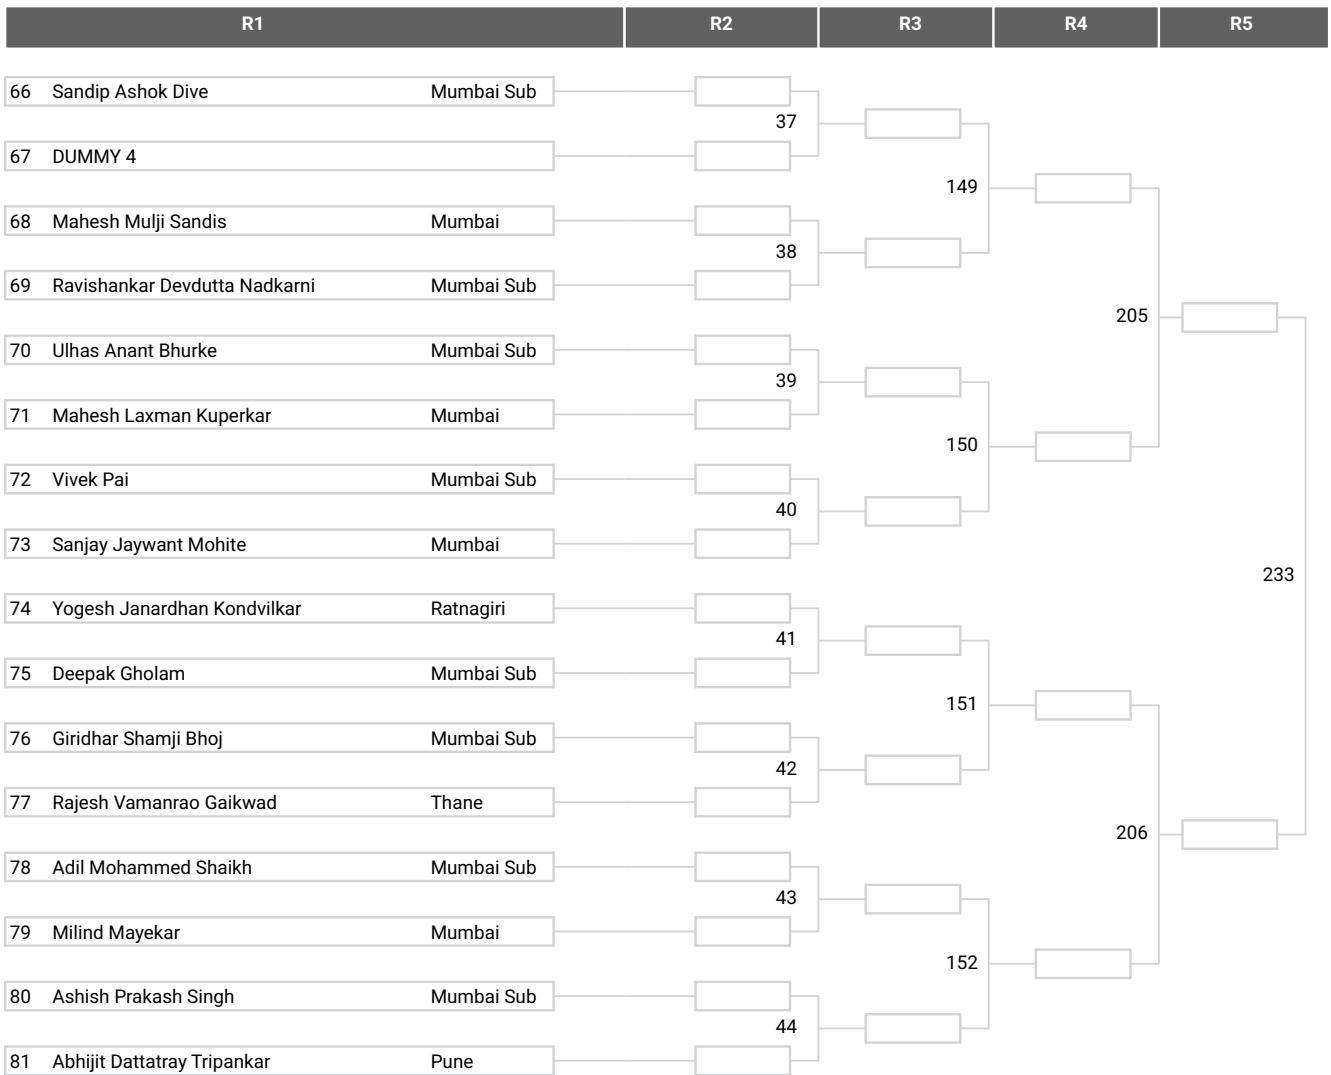 R1 R2 R3 R4 R5
66 Sandip Ashok Dive Mumbai Sub
37
67 DUMMY 4
149
68 Mahesh Mulji Sandis Mumbai
38
69 Ravishankar Devdutta Nadkarni Mumbai Sub
205
70 Ulhas Anant Bhurke Mumbai Sub
39
71 Mahesh Laxman Kuperkar Mumbai
150
72 Vivek Pai Mumbai Sub
40
73 Sanjay Jaywant Mohite Mumbai
233
74 Yogesh Janardhan Kondvilkar Ratnagiri
41
75 Deepak Gholam Mumbai Sub
151
76 Giridhar Shamji Bhoj Mumbai Sub
42
77 Rajesh Vamanrao Gaikwad Thane
206
78 Adil Mohammed Shaikh Mumbai Sub
43
79 Milind Mayekar Mumbai
152
80 Ashish Prakash Singh Mumbai Sub
44
81 Abhijit Dattatray Tripankar Pune